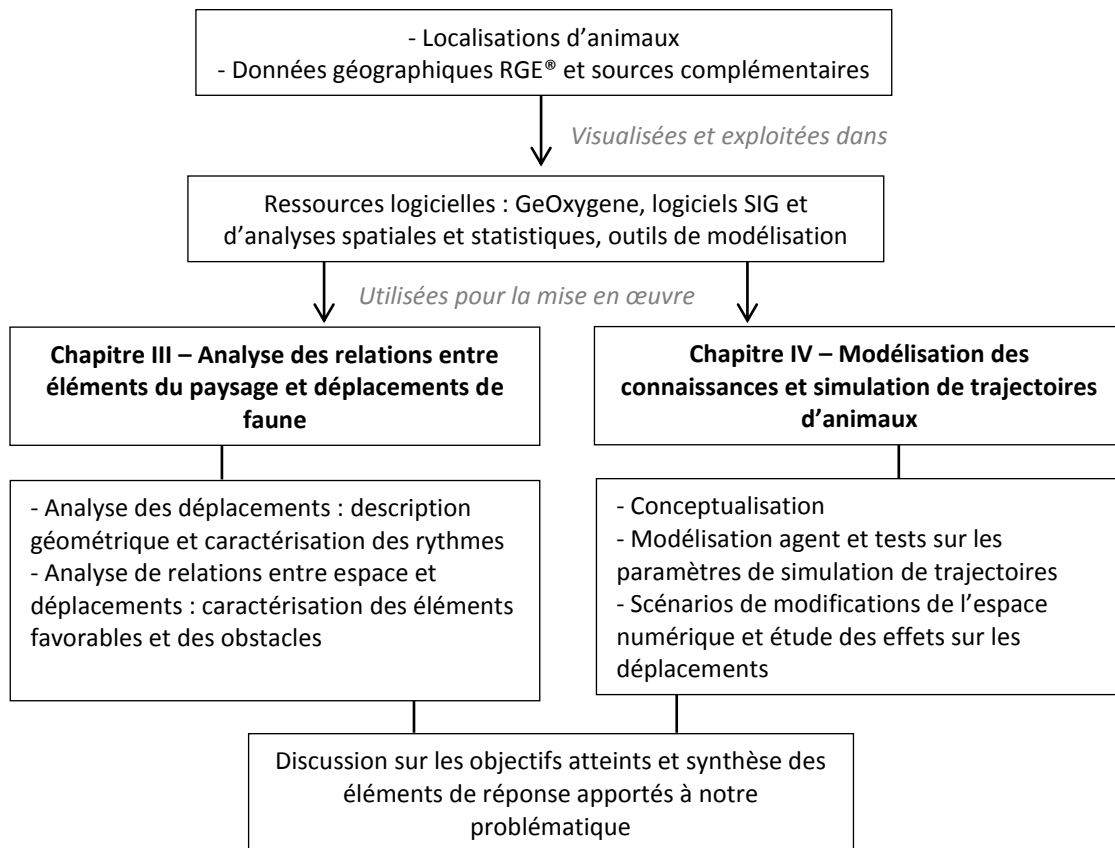 - Localisations d’animaux
- Données géographiques RGE® et sources complémentaires
Visualisées et exploitées dans
Ressources logicielles : GeOxygene, logiciels SIG et
d’analyses spatiales et statistiques, outils de modélisation
Utilisées pour la mise en œuvre
Chapitre III – Analyse des relations entre
éléments du paysage et déplacements de
faune
Chapitre IV – Modélisation des
connaissances et simulation de trajectoires
d’animaux
- Analyse des déplacements : description
géométrique et caractérisation des rythmes
- Analyse de relations entre espace et
déplacements : caractérisation des éléments
favorables et des obstacles
- Conceptualisation
- Modélisation agent et tests sur les
paramètres de simulation de trajectoires
- Scénarios de modifications de l’espace
numérique et étude des effets sur les
déplacements
Discussion sur les objectifs atteints et synthèse des
éléments de réponse apportés à notre
problématique